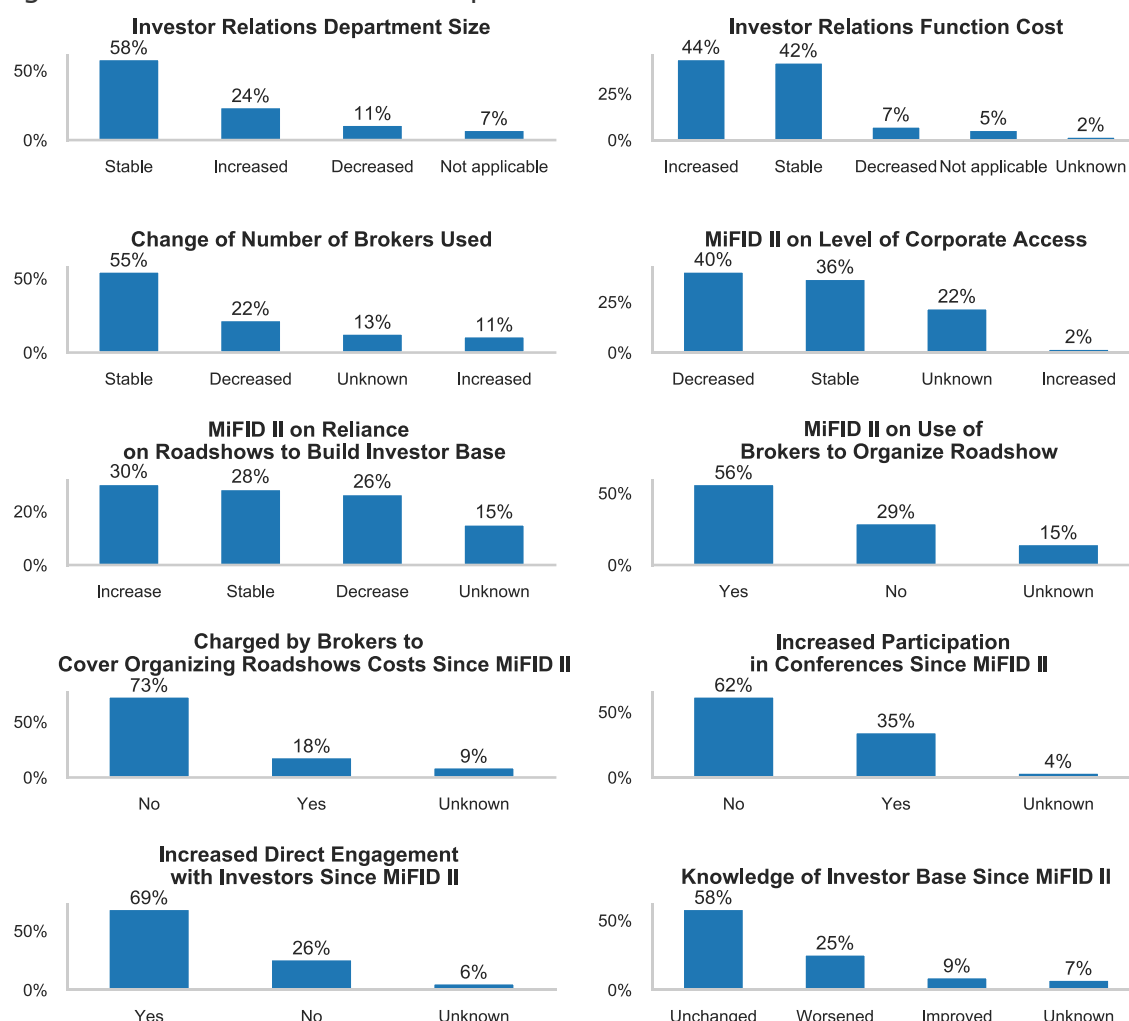 Investor Relations Department Size
58%
50%
24%
11%
7%
0%
Stable Increased Decreased Not applicable
Investor Relations Function Cost
44%
42%
25%
7%
5%
2%
0%
Increased Stable Decreased Not applicable Unknown
Change of Number of Brokers Used
55%
50%
22%
13%
11%
0%
Stable Decreased Unknown Increased
MiFID II on Level of Corporate Access
40%
36%
25%
22%
2%
0%
Decreased Stable Unknown Increased
MiFID II on Reliance
on Roadshows to Build Investor Base
30%
28%
26%
20%
15%
0%
Increase Stable Decrease Unknown
MiFID II on Use of
Brokers to Organize Roadshow
56%
50%
29%
15%
0%
Yes No Unknown
Charged by Brokers to
Cover Organizing Roadshows Costs Since MiFID II
73%
50%
18%
9%
0%
No Yes Unknown
Increased Participation
in Conferences Since MiFID II
62%
50%
35%
4%
0%
No Yes Unknown
Increased Direct Engagement
with Investors Since MiFID II
69%
50%
26%
6%
0%
Yes No Unknown
Knowledge of Investor Base Since MiFID II
58%
50%
25%
9%
7%
0%
Unchanged Worsened Improved Unknown